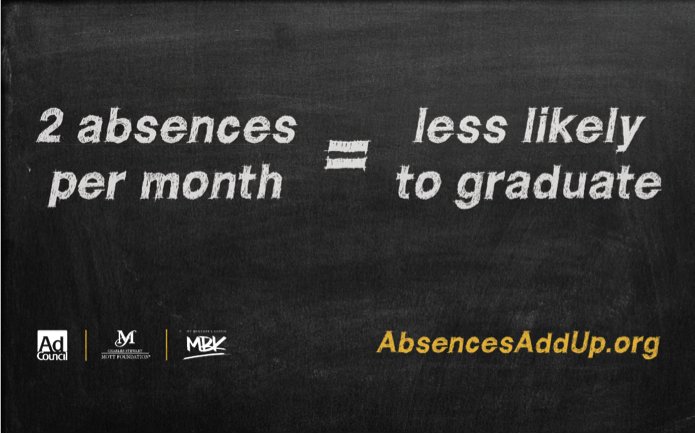 2 absences
per month
=
less likely
to graduate
Ad
Council
M
CHARLES STEWART
MOTT FOUNDATION®
MY BROTHER'S KEEPER
MBK
AbsencesAddUp.org